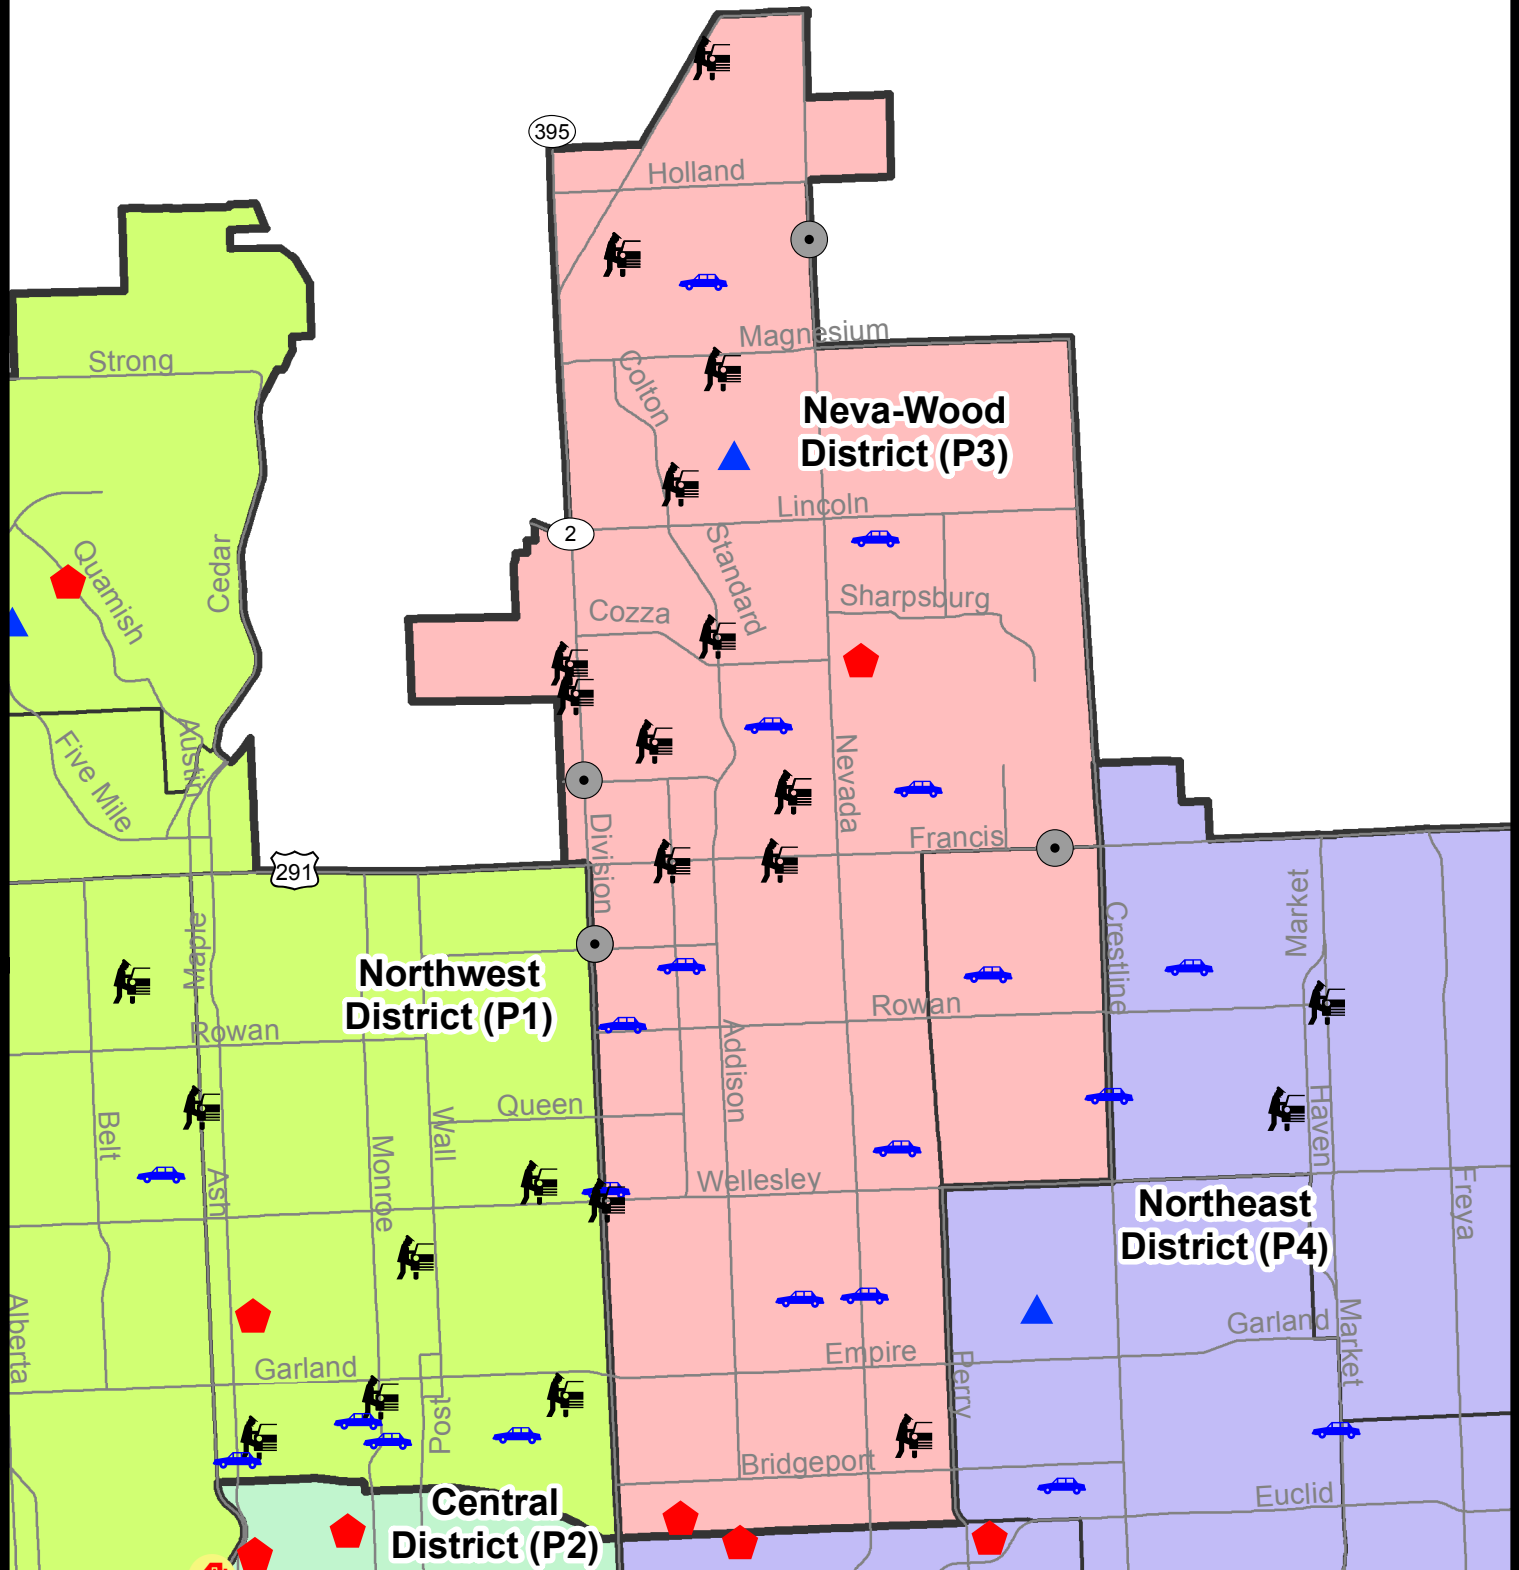 395
Holland
Magnesium
Strong
Colton
Neva-Wood
District (P3)
Lincoln
2
Quamish
Cedar
Standard
Sharpsburg
Cozza
Austin
Five Mile
Nevada
Division
Francis
291
Market
Maple
Crestline
Northwest
District (P1)
Rowan
Rowan
Addison
Queen
Belt
Wall
Monroe
Haven
Ash
Wellesley
Freya
Northeast
District (P4)
Alberta
Garland
Market
Empire
Garland
Perry
Post
Bridgeport
Euclid
Central
District (P2)